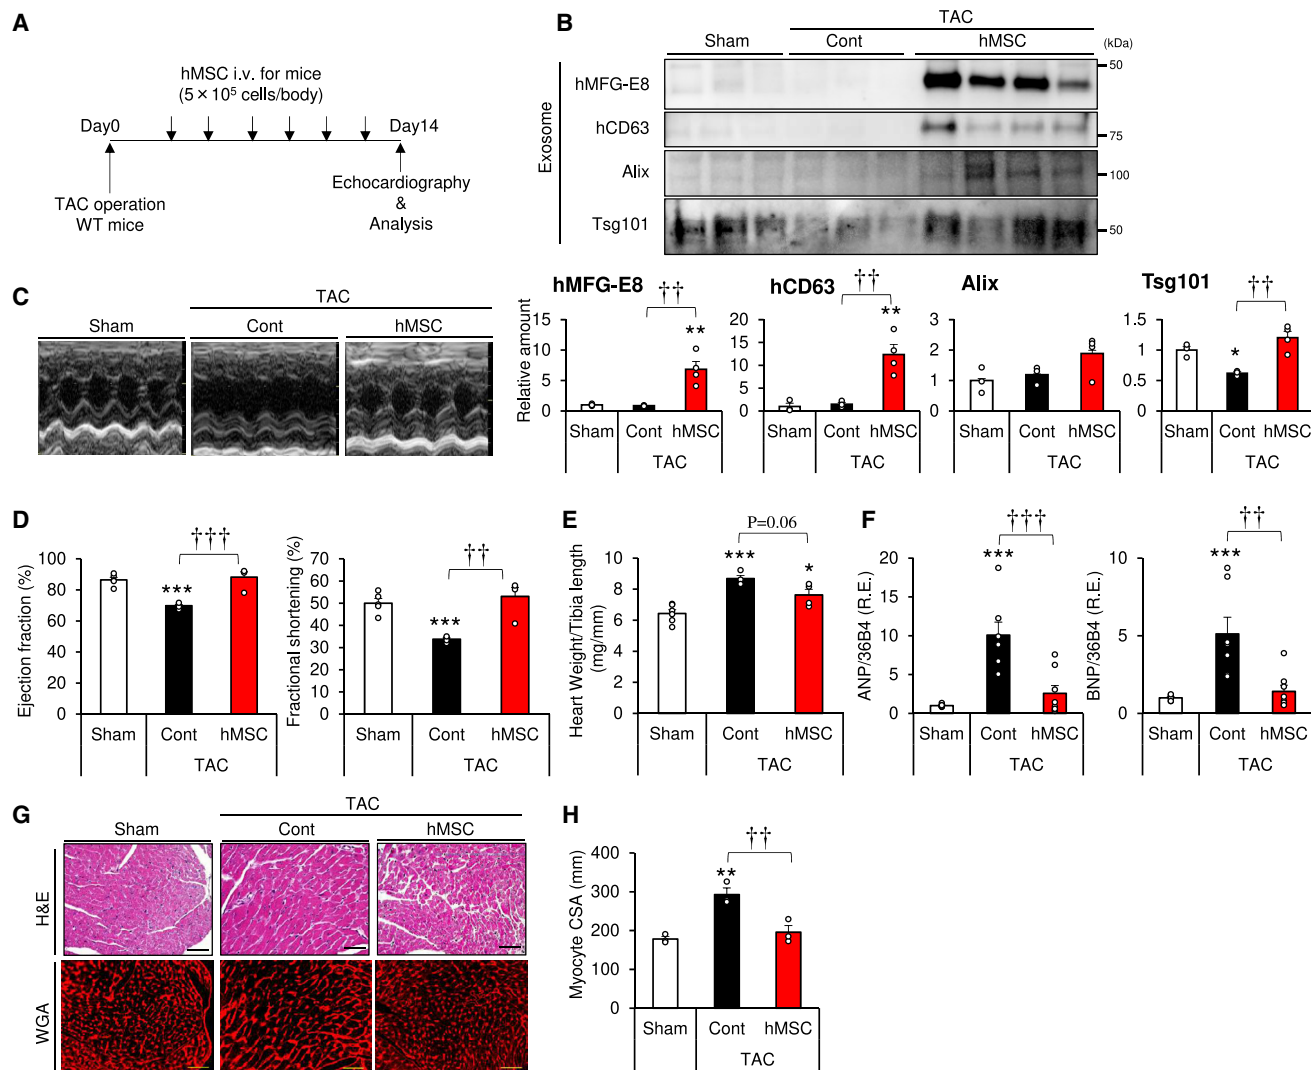 A
hMSC i.v. for mice
(5×10⁵ cells/body)
Day0
Day14
TAC operation
WT mice
Echocardiography
&
Analysis
B
TAC
Sham
Cont
hMSC
(kDa)
Exosome
hMFG-E8
50
hCD63
75
Alix
100
Tsg101
50
hMFG-E8
††
**
Relative amount
15
10
5
0
Sham
Cont
hMSC
TAC
hCD63
††
**
20
15
10
5
0
Sham
Cont
hMSC
TAC
Alix
3
2
1
0
Sham
Cont
hMSC
TAC
Tsg101
††
*
1.5
1
0.5
0
Sham
Cont
hMSC
TAC
C
TAC
Sham
Cont
hMSC
D
†††
***
Ejection fraction (%)
100
80
60
40
20
0
Sham
Cont
hMSC
TAC
††
***
Fractional shortening (%)
70
60
50
40
30
20
10
0
Sham
Cont
hMSC
TAC
E
P=0.06
***
*
Heart Weight/Tibia length
(mg/mm)
10
8
6
4
2
0
Sham
Cont
hMSC
TAC
F
†††
***
ANP/36B4 (R.E.)
20
15
10
5
0
Sham
Cont
hMSC
TAC
††
***
BNP/36B4 (R.E.)
10
5
0
Sham
Cont
hMSC
TAC
G
TAC
Sham
Cont
hMSC
H&E
WGA
H
††
**
Myocyte CSA (mm)
400
300
200
100
0
Sham
Cont
hMSC
TAC